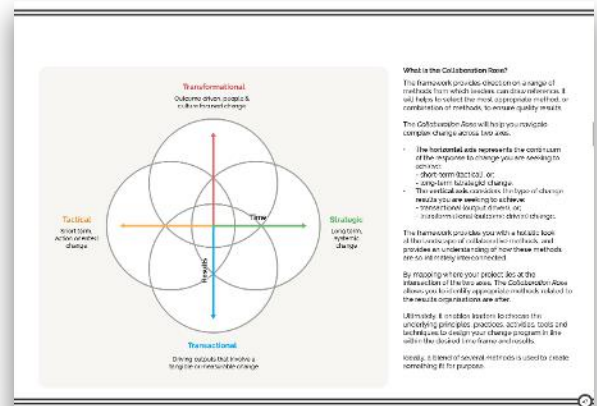 Transformational
Outcome driven, people &
culture focused change
Tactical
Short term,
action oriented
change
Time
Strategic
Long term,
systemic
change
Results
Transactional
Driving outputs that involve a
tangible or measurable change
What is the Collaboration Rose?
The framework provides direction on a range of
methods from which leaders can draw reference. It
will helps to select the most appropriate method, or
combination of methods, to ensure quality results.
The Collaboration Rose will help you navigate
complex change across two axes.
- The horizontal axis represents the continuum
of the response to change you are seeking to
achieve:
- short-term (tactical), or;
- long-term (strategic) change.
- The vertical axis considers the type of change
results you are seeking to achieve:
- transactional (output driven), or;
- transformational (outcome driven) change.
The framework provides you with a holistic look
at the landscape of collaborative methods, and
provides an understanding of how these methods
are so intimately interconnected.
By mapping where your project lies at the
intersection of the two axes, The Collaboration Rose
allows you to identify appropriate methods related to
the results organisations are after.
Ultimately, it enables leaders to choose the
underlying principles, practices, activities, tools and
techniques to design your change program in line
within the desired time frame and results.
Ideally, a blend of several methods is used to create
something fit for purpose.